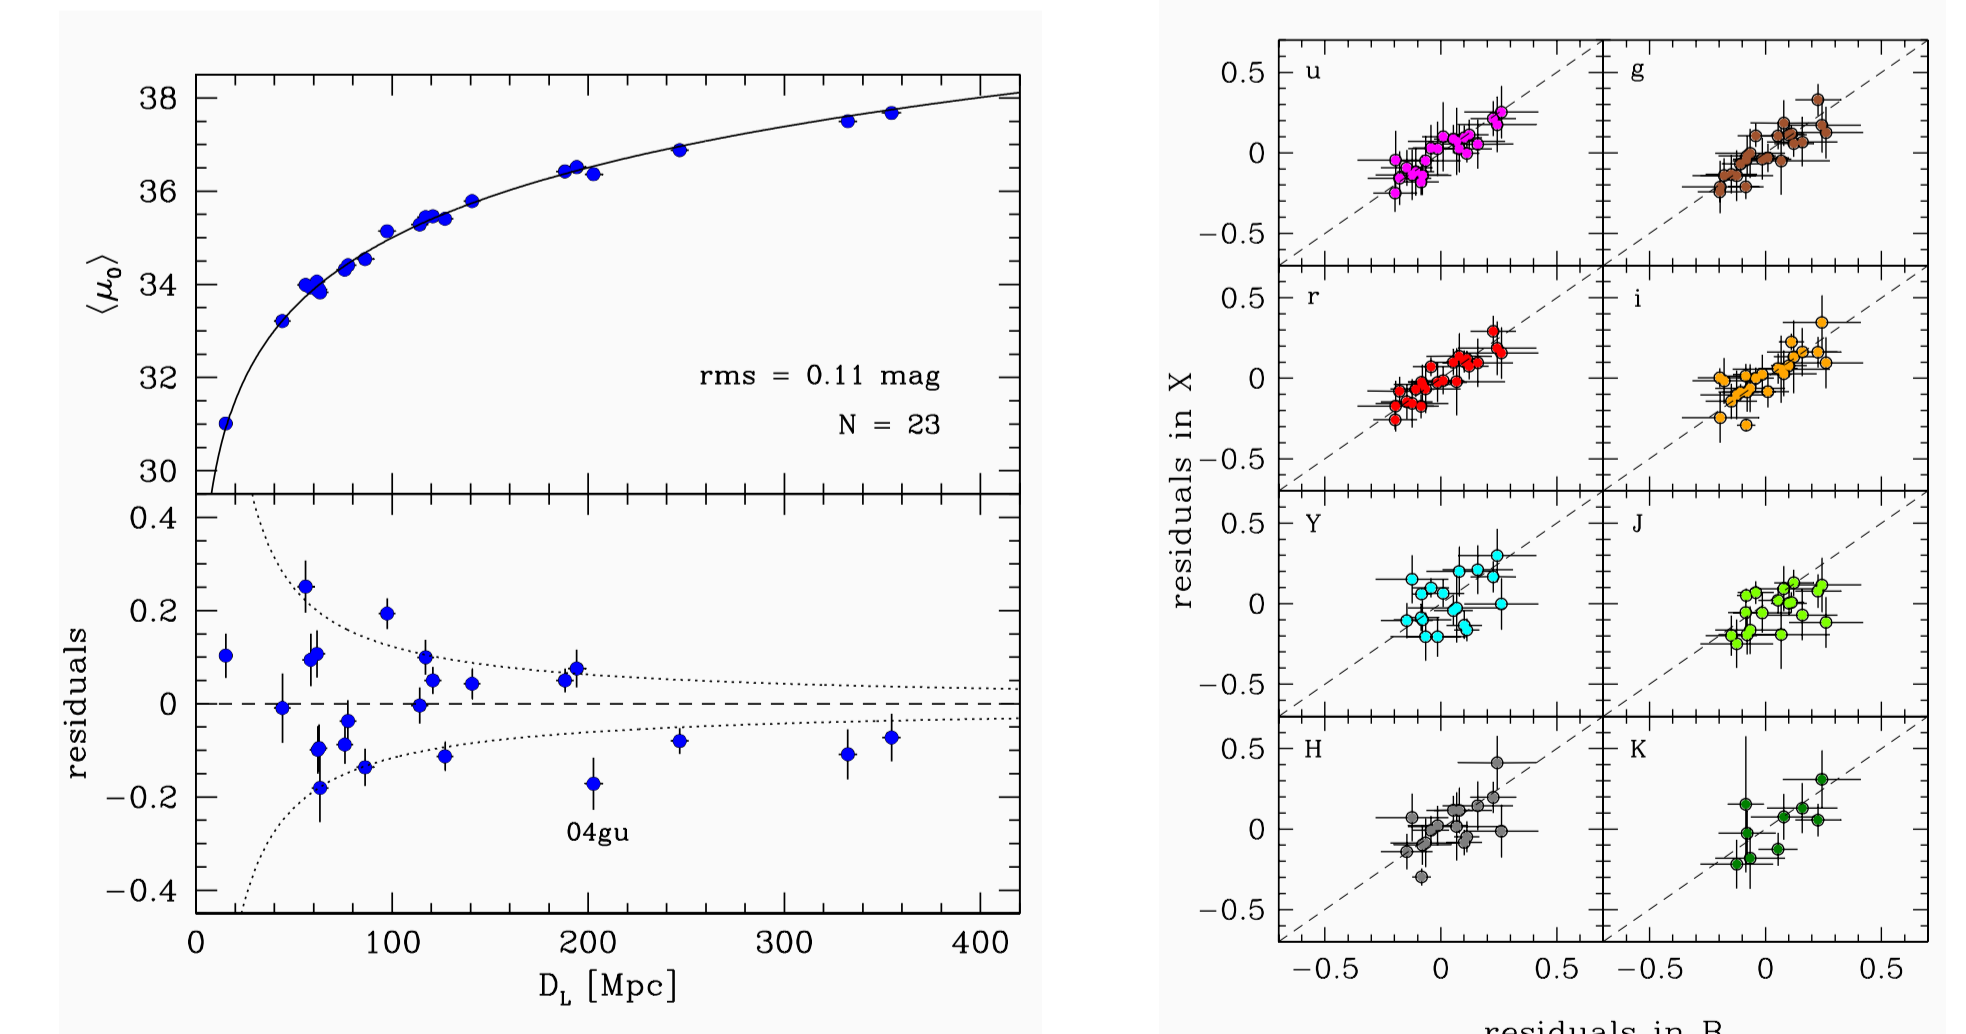 38
36
34
32
30
⟨μ0⟩
rms = 0.11 mag
N = 23
0.4
0.2
0
−0.2
−0.4
residuals
04gu
0 100 200 300 400
DL [Mpc]
u
g
0.5
0
−0.5
r
i
0.5
0
−0.5
residuals in X
Y
J
0.5
0
−0.5
H
K
0.5
0
−0.5
−0.5 0 0.5 −0.5 0 0.5
residuals in B